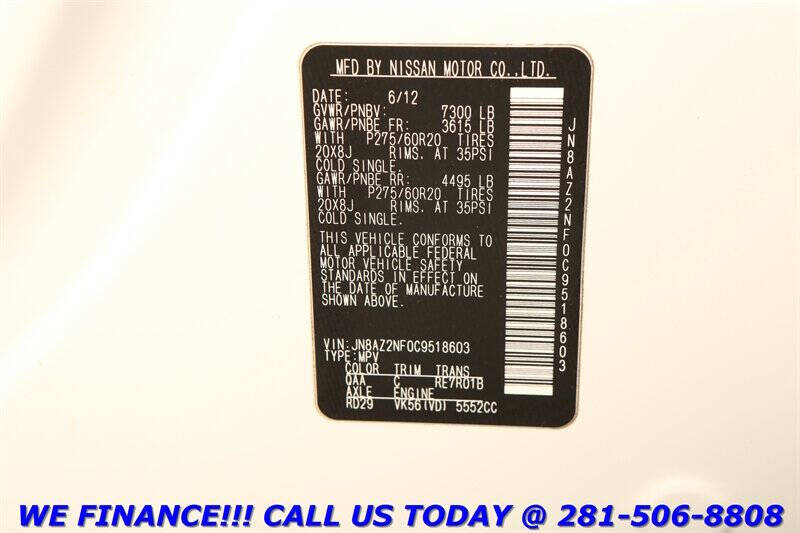 MFD BY NISSAN MOTOR CO.,LTD.
DATE: 6/12
GVWR/PNBV: 7300 LB
GAWR/PNBE FR: 3615 LB
WITH P275/60R20 TIRES
20X8J RIMS. AT 35PSI
COLD SINGLE.
GAWR/PNBE RR: 4495 LB
WITH P275/60R20 TIRES
20X8J RIMS. AT 35PSI
COLD SINGLE.
THIS VEHICLE CONFORMS TO
ALL APPLICABLE FEDERAL
MOTOR VEHICLE SAFETY
STANDARDS IN EFFECT ON
THE DATE OF MANUFACTURE
SHOWN ABOVE.
VIN:JN8AZ2NF0C9518603
TYPE:MPV
COLOR TRIM TRANS
QAA C RE7R01B
AXLE ENGINE
RD29 VK56(VD) 5552CC
JN8AZ2NF0C9518603
WE FINANCE!!! CALL US TODAY @ 281-506-8808